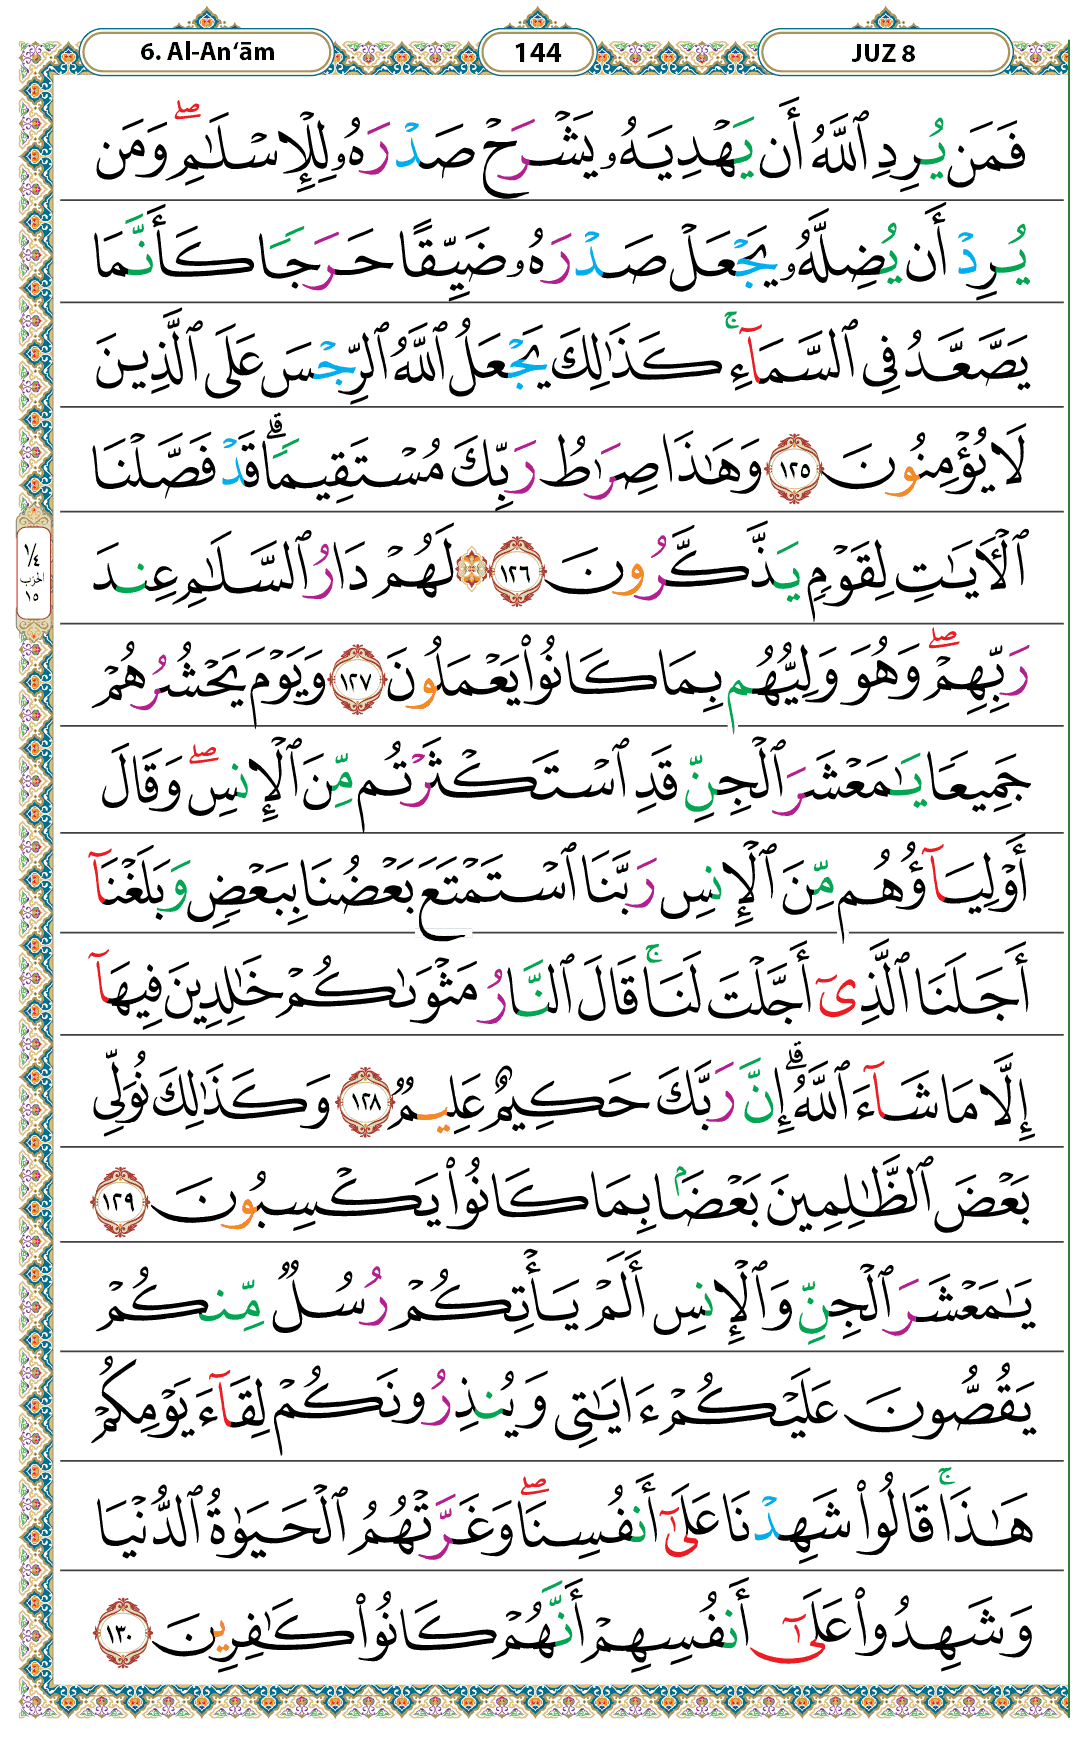 6. Al-An‘ām 144 JUZ 8
فَمَن يُرِدِ ٱللَّهُ أَن يَهْدِيَهُۥ يَشْرَحْ صَدْرَهُۥ لِلْإِسْلَـٰمِ ۖ وَمَن
يُرِدْ أَن يُضِلَّهُۥ يَجْعَلْ صَدْرَهُۥ ضَيِّقًا حَرَجًا كَأَنَّمَا
يَصَّعَّدُ فِى ٱلسَّمَآءِ ۚ كَذَٰلِكَ يَجْعَلُ ٱللَّهُ ٱلرِّجْسَ عَلَى ٱلَّذِينَ
لَا يُؤْمِنُونَ ١٢٥ وَهَـٰذَا صِرَٰطُ رَبِّكَ مُسْتَقِيمًا ۗ قَدْ فَصَّلْنَا
ٱلْـَٔايَـٰتِ لِقَوْمٍ يَذَّكَّرُونَ ١٢٦ ۞ لَهُمْ دَارُ ٱلسَّلَـٰمِ عِندَ
١/٤
الحزب
١٥
رَبِّهِمْ ۖ وَهُوَ وَلِيُّهُم بِمَا كَانُوا۟ يَعْمَلُونَ ١٢٧ وَيَوْمَ يَحْشُرُهُمْ
جَمِيعًا يَـٰمَعْشَرَ ٱلْجِنِّ قَدِ ٱسْتَكْثَرْتُم مِّنَ ٱلْإِنسِ ۖ وَقَالَ
أَوْلِيَآؤُهُم مِّنَ ٱلْإِنسِ رَبَّنَا ٱسْتَمْتَعَ بَعْضُنَا بِبَعْضٍ وَبَلَغْنَآ
أَجَلَنَا ٱلَّذِىٓ أَجَّلْتَ لَنَا ۚ قَالَ ٱلنَّارُ مَثْوَىٰكُمْ خَـٰلِدِينَ فِيهَآ
إِلَّا مَا شَآءَ ٱللَّهُ ۗ إِنَّ رَبَّكَ حَكِيمٌ عَلِيمٌ ١٢٨ وَكَذَٰلِكَ نُوَلِّى
بَعْضَ ٱلظَّـٰلِمِينَ بَعْضًۢا بِمَا كَانُوا۟ يَكْسِبُونَ ١٢٩
يَـٰمَعْشَرَ ٱلْجِنِّ وَٱلْإِنسِ أَلَمْ يَأْتِكُمْ رُسُلٌ مِّنكُمْ
يَقُصُّونَ عَلَيْكُمْ ءَايَـٰتِى وَيُنذِرُونَكُمْ لِقَآءَ يَوْمِكُمْ
هَـٰذَا ۚ قَالُوا۟ شَهِدْنَا عَلَىٰٓ أَنفُسِنَا ۖ وَغَرَّتْهُمُ ٱلْحَيَوٰةُ ٱلدُّنْيَا
وَشَهِدُوا۟ عَلَىٰٓ أَنفُسِهِمْ أَنَّهُمْ كَانُوا۟ كَـٰفِرِينَ ١٣٠